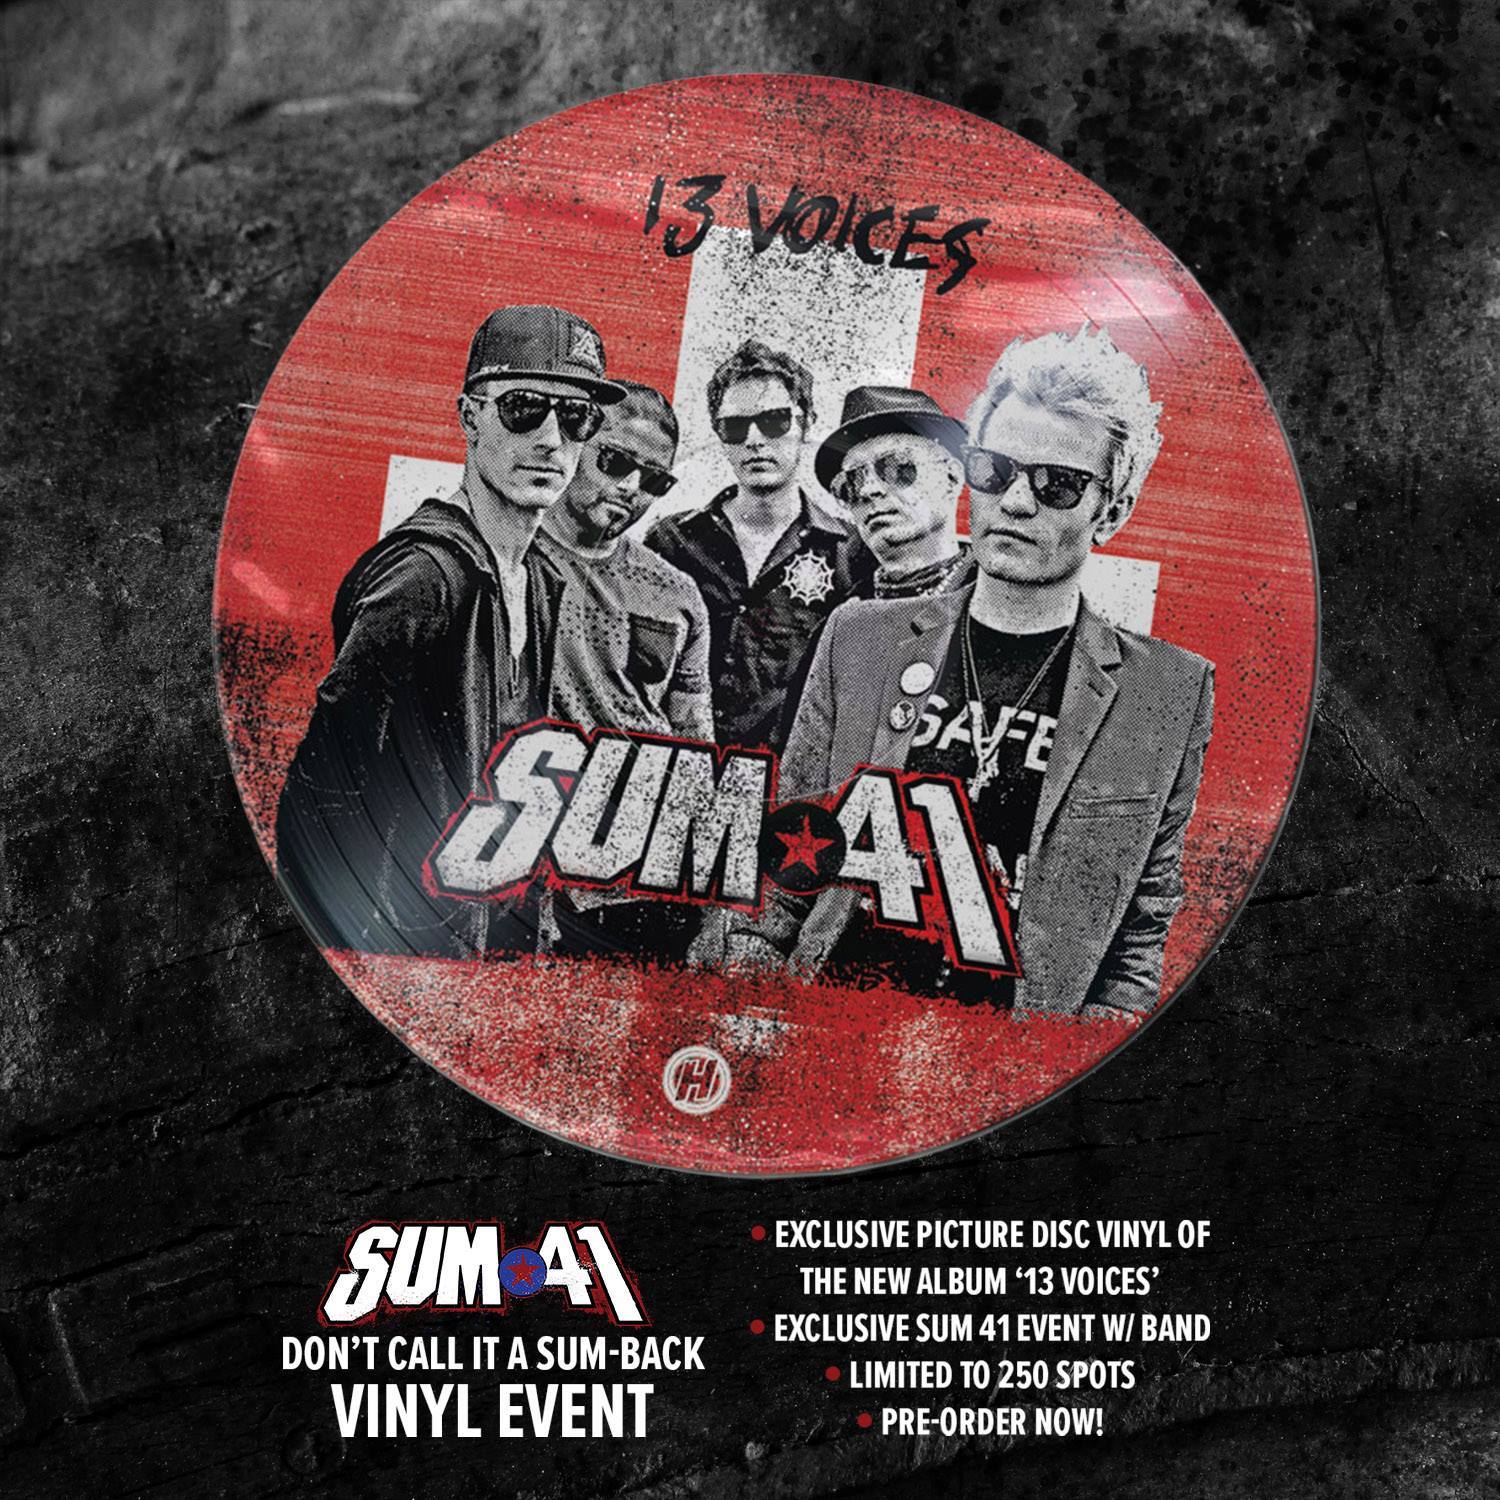 13 VOICES
SAFE
SUM 41
H
SUM 41
DON'T CALL IT A SUM-BACK
VINYL EVENT
• EXCLUSIVE PICTURE DISC VINYL OF
THE NEW ALBUM ‘13 VOICES’
• EXCLUSIVE SUM 41 EVENT W/ BAND
• LIMITED TO 250 SPOTS
• PRE-ORDER NOW!